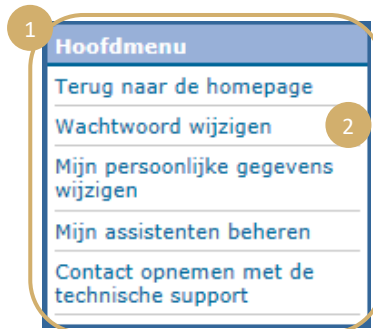 1
Hoofdmenu
Terug naar de homepage
Wachtwoord wijzigen
2
Mijn persoonlijke gegevens
wijzigen
Mijn assistenten beheren
Contact opnemen met de
technische support